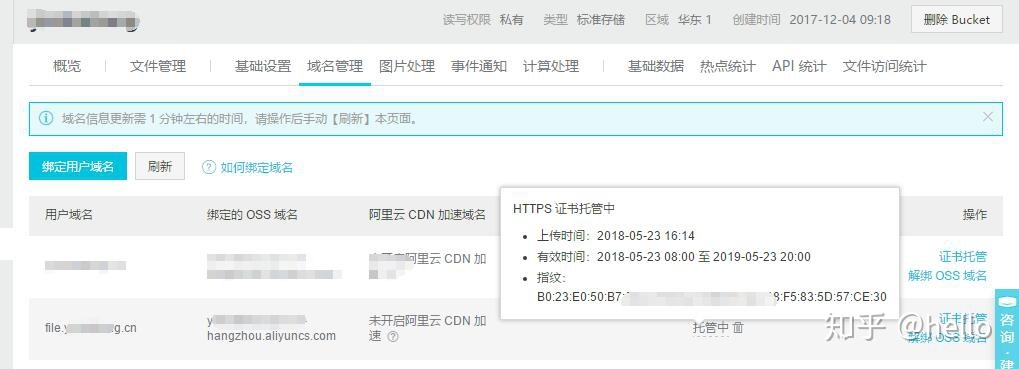 读写权限 私有 类型 标准存储 区域 华东 1 创建时间 2017-12-04 09:18 删除 Bucket
概览 文件管理 基础设置 域名管理 图片处理 事件通知 计算处理 基础数据 热点统计 API 统计 文件访问统计
域名信息更新需 1 分钟左右的时间，请操作后手动【刷新】本页面。
绑定用户域名 刷新 如何绑定域名
用户域名 绑定的 OSS 域名 阿里云 CDN 加速域名 操作
HTTPS 证书托管中
上传时间：2018-05-23 16:14
有效时间：2018-05-23 08:00 至 2019-05-23 20:00
指纹：
B0:23:E0:50:B7: 8:F5:83:5D:57:CE:30
未开启阿里云 CDN 加
证书托管
解绑 OSS 域名
file.y g.cn
hangzhou.aliyuncs.com
未开启阿里云 CDN 加
速
托管中
证书托管
解绑 OSS 域名
知乎 @hello
咨询·建